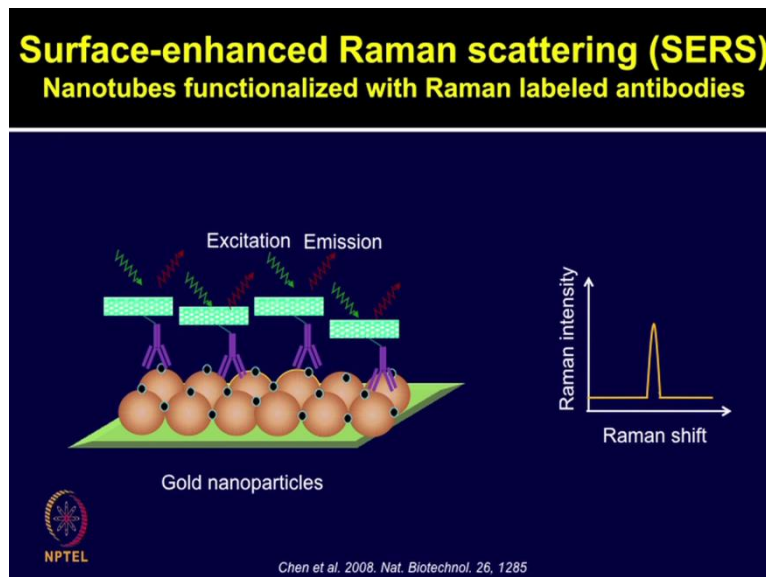 Surface-enhanced Raman scattering (SERS)
Nanotubes functionalized with Raman labeled antibodies
Excitation Emission
Raman intensity
Raman shift
Gold nanoparticles
NPTEL
Chen et al. 2008. Nat. Biotechnol. 26, 1285